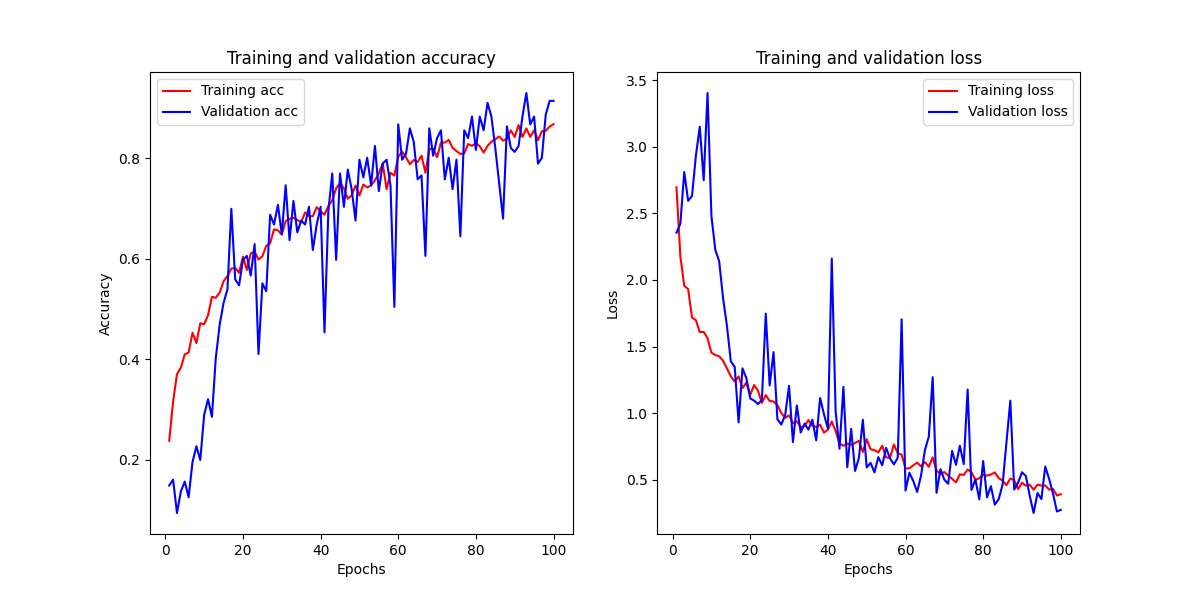 Training and validation accuracy
Training acc
Validation acc
0.8
0.6
0.4
0.2
Accuracy
0 20 40 60 80 100
Epochs
Training and validation loss
Training loss
Validation loss
3.5
3.0
2.5
2.0
1.5
1.0
0.5
Loss
0 20 40 60 80 100
Epochs